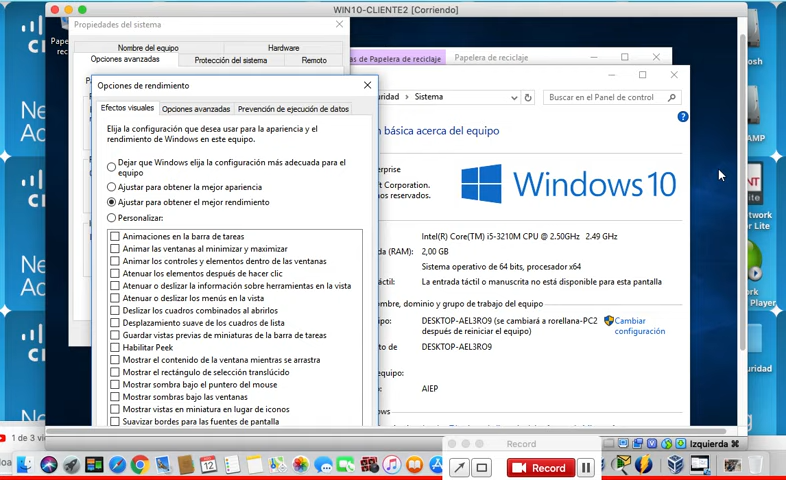 WIN10-CLIENTE2 [Corriendo]
Propiedades del sistema
Nombre del equipo
Hardware
Opciones avanzadas
Protección del sistema
Remoto
as de Papelera de reciclaje
Papelera de reciclaje
Opciones de rendimiento
Efectos visuales
Opciones avanzadas
Prevención de ejecución de datos
Elija la configuración que desea usar para la apariencia y el
rendimiento de Windows en este equipo.
Dejar que Windows elija la configuración más adecuada para el
equipo
Ajustar para obtener la mejor apariencia
Ajustar para obtener el mejor rendimiento
Personalizar:
Animaciones en la barra de tareas
Animar las ventanas al minimizar y maximizar
Animar los controles y elementos dentro de las ventanas
Atenuar los elementos después de hacer clic
Atenuar o deslizar la información sobre herramientas en la vista
Atenuar o deslizar los menús en la vista
Deslizar los cuadros combinados al abrirlos
Desplazamiento suave de los cuadros de lista
Guardar vistas previas de miniaturas de la barra de tareas
Habilitar Peek
Mostrar el contenido de la ventana mientras se arrastra
Mostrar el rectángulo de selección translúcido
Mostrar sombra bajo el puntero del mouse
Mostrar sombras bajo las ventanas
Mostrar vistas en miniatura en lugar de iconos
Suavizar bordes para las fuentes de pantalla
uridad > Sistema
Buscar en el Panel de control
n básica acerca del equipo
erprise
ft Corporation.
hos reservados.
Windows 10
Intel(R) Core(TM) i5-3210M CPU @ 2.50GHz 2.49 GHz
da (RAM):
2,00 GB
Sistema operativo de 64 bits, procesador x64
áctil:
La entrada táctil o manuscrita no está disponible para esta pantalla
mbre, dominio y grupo de trabajo del equipo
ipo:
DESKTOP-AEL3RO9 (se cambiará a rorellana-PC2
después de reiniciar el equipo)
Cambiar
configuración
to de
DESKTOP-AEL3RO9
equipo:
AIEP
ows
Izquierda ⌘
1 de 3
Record
Record
12